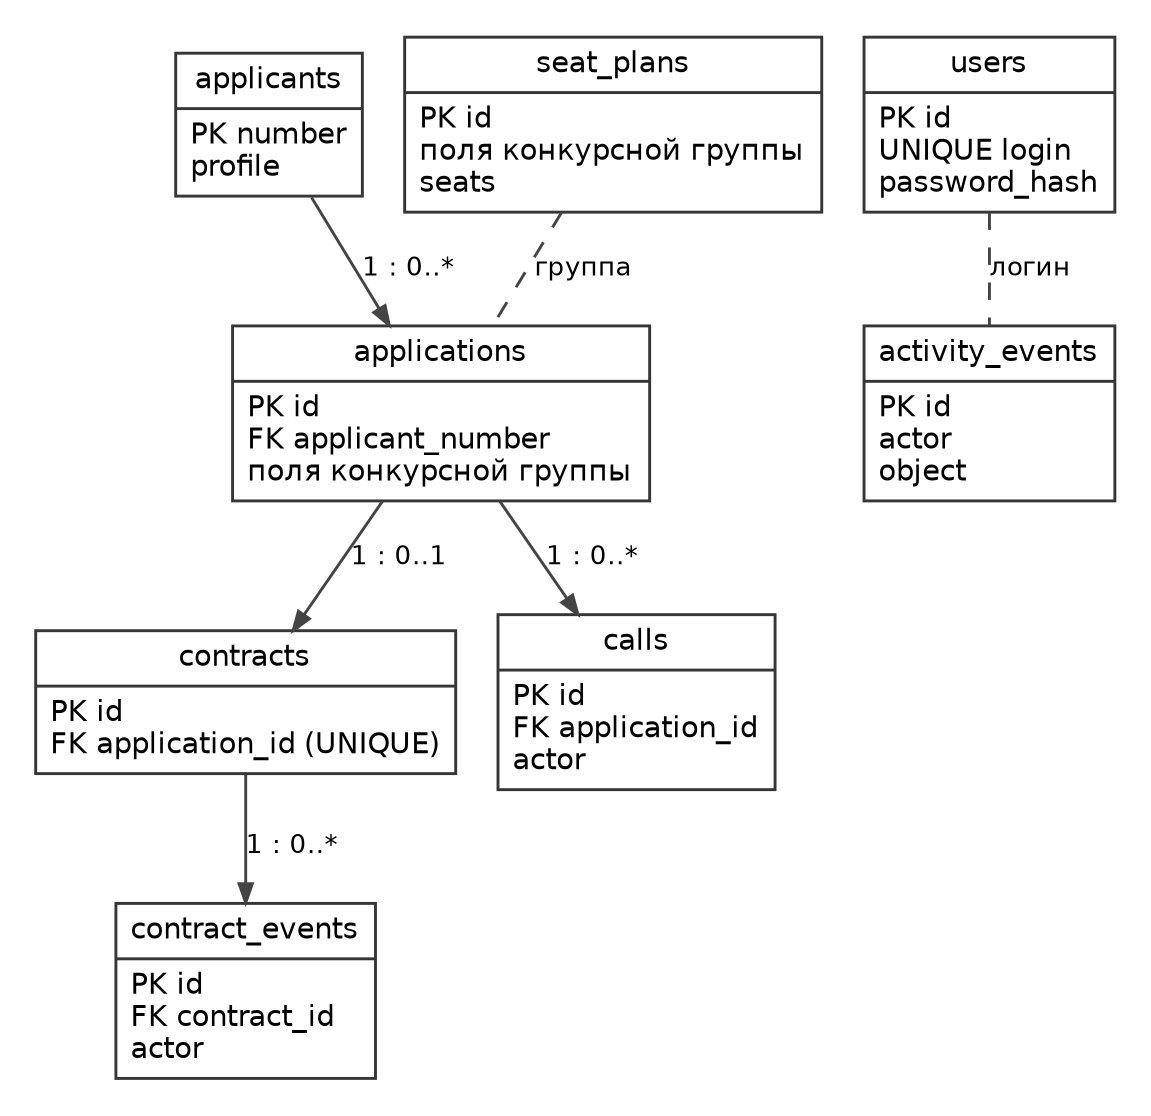 applicants
PK number
profile
seat_plans
PK id
поля конкурсной группы
seats
users
PK id
UNIQUE login
password_hash
1 : 0..*
группа
логин
applications
PK id
FK applicant_number
поля конкурсной группы
activity_events
PK id
actor
object
1 : 0..1
1 : 0..*
contracts
PK id
FK application_id (UNIQUE)
calls
PK id
FK application_id
actor
1 : 0..*
contract_events
PK id
FK contract_id
actor